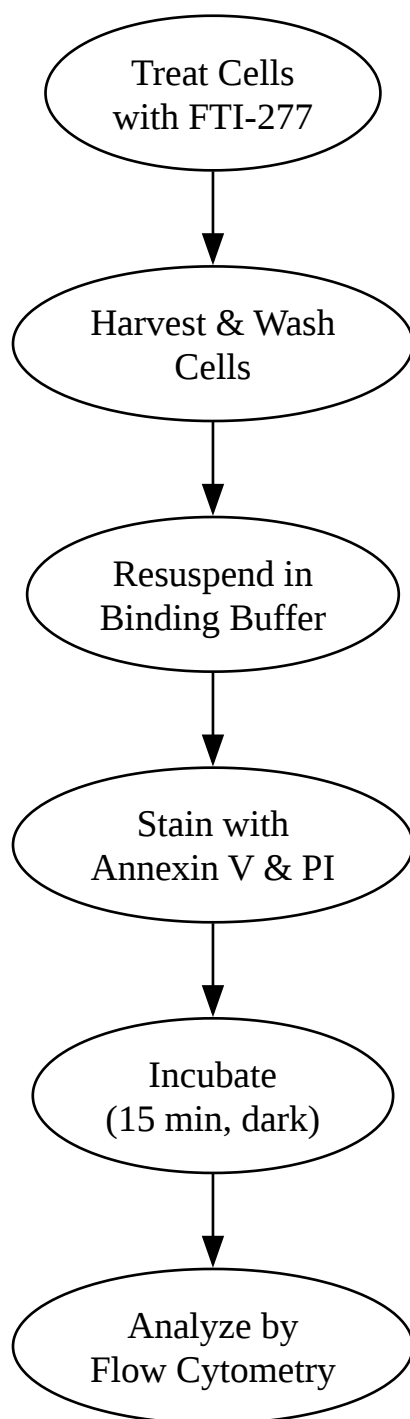 Treat Cells
with FTI-277
Harvest & Wash
Cells
Resuspend in
Binding Buffer
Stain with
Annexin V & PI
Incubate
(15 min, dark)
Analyze by
Flow Cytometry